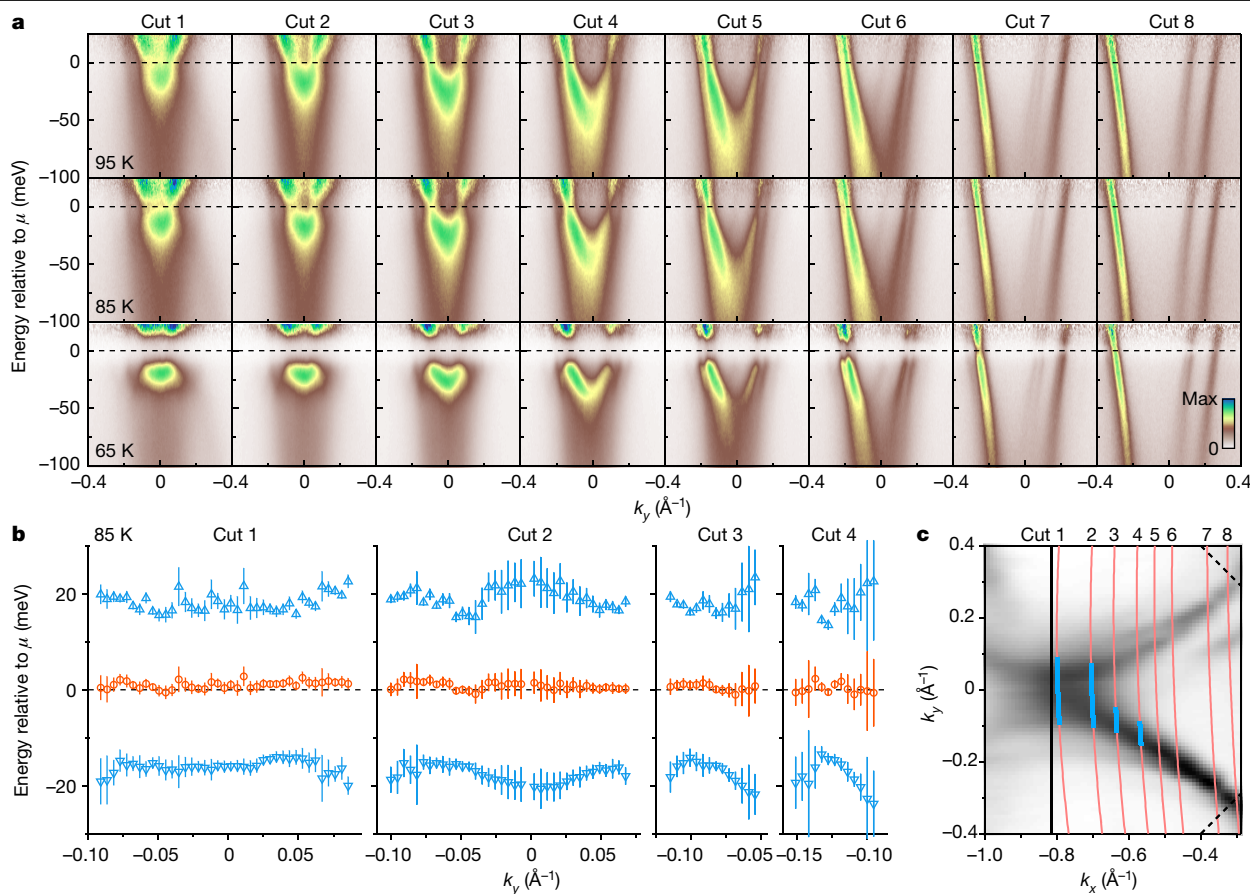 a Cut 1 Cut 2 Cut 3 Cut 4 Cut 5 Cut 6 Cut 7 Cut 8
Energy relative to μ (meV)
0
−50
−100
95 K
0
−50
−100
85 K
0
−50
−100
65 K
Max
0
−0.4 0 −0.4 0 −0.4 0 −0.4 0 −0.4 0 −0.4 0 −0.4 0 −0.4 0 0.4
ky (Å−1)
b 85 K Cut 1 Cut 2 Cut 3 Cut 4
Energy relative to μ (meV)
20
0
−20
−0.10 −0.05 0 0.05 −0.10 −0.05 0 0.05 −0.10 −0.05 −0.15 −0.10
ky (Å−1)
c Cut 1 2 3 4 5 6 7 8
ky (Å−1)
0.4
0.2
0
−0.2
−0.4
−1.0 −0.8 −0.6 −0.4
kx (Å−1)